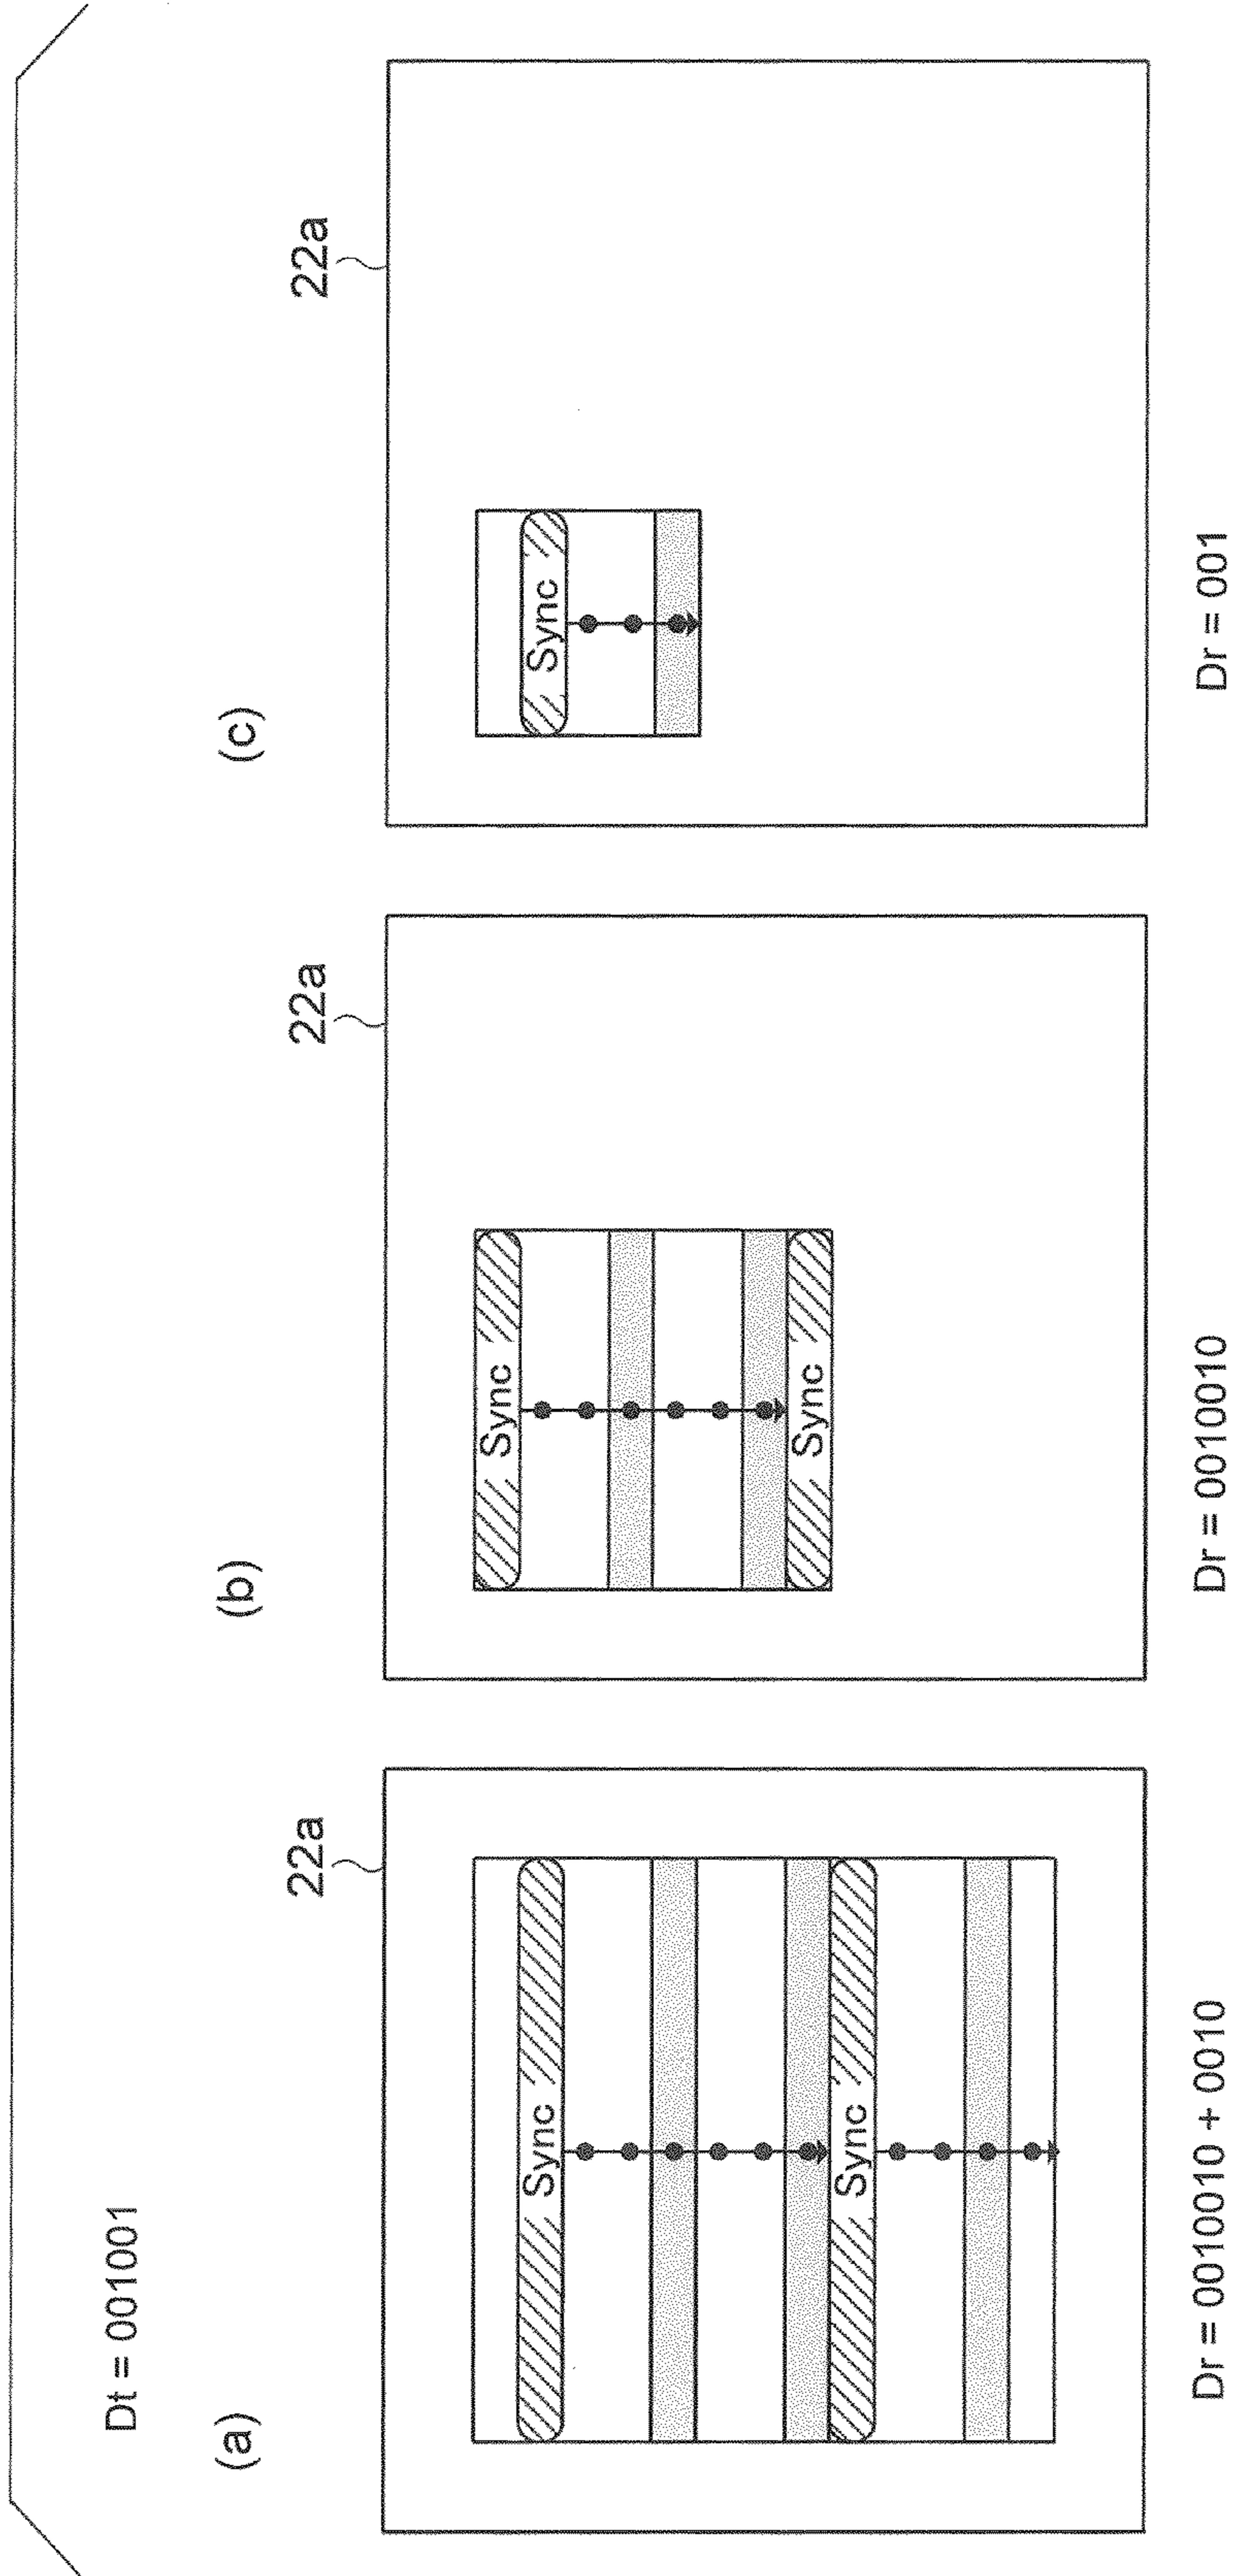 Dt = 001001
(a)
22a
Sync
Sync
Dr = 0010010 + 0010
(b)
22a
Sync
Sync
Dr = 0010010
(c)
22a
Sync
Dr = 001